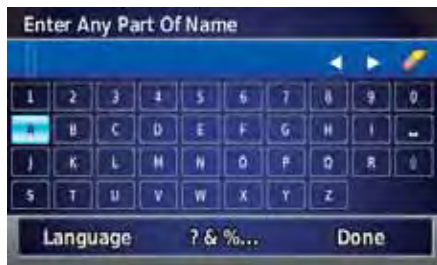 Enter Any Part Of Name
1 2 3 4 5 6 7 8 9 0
A B C D E F G H I
J K L M N O P Q R
S T U V W X Y Z
Language ? & %... Done